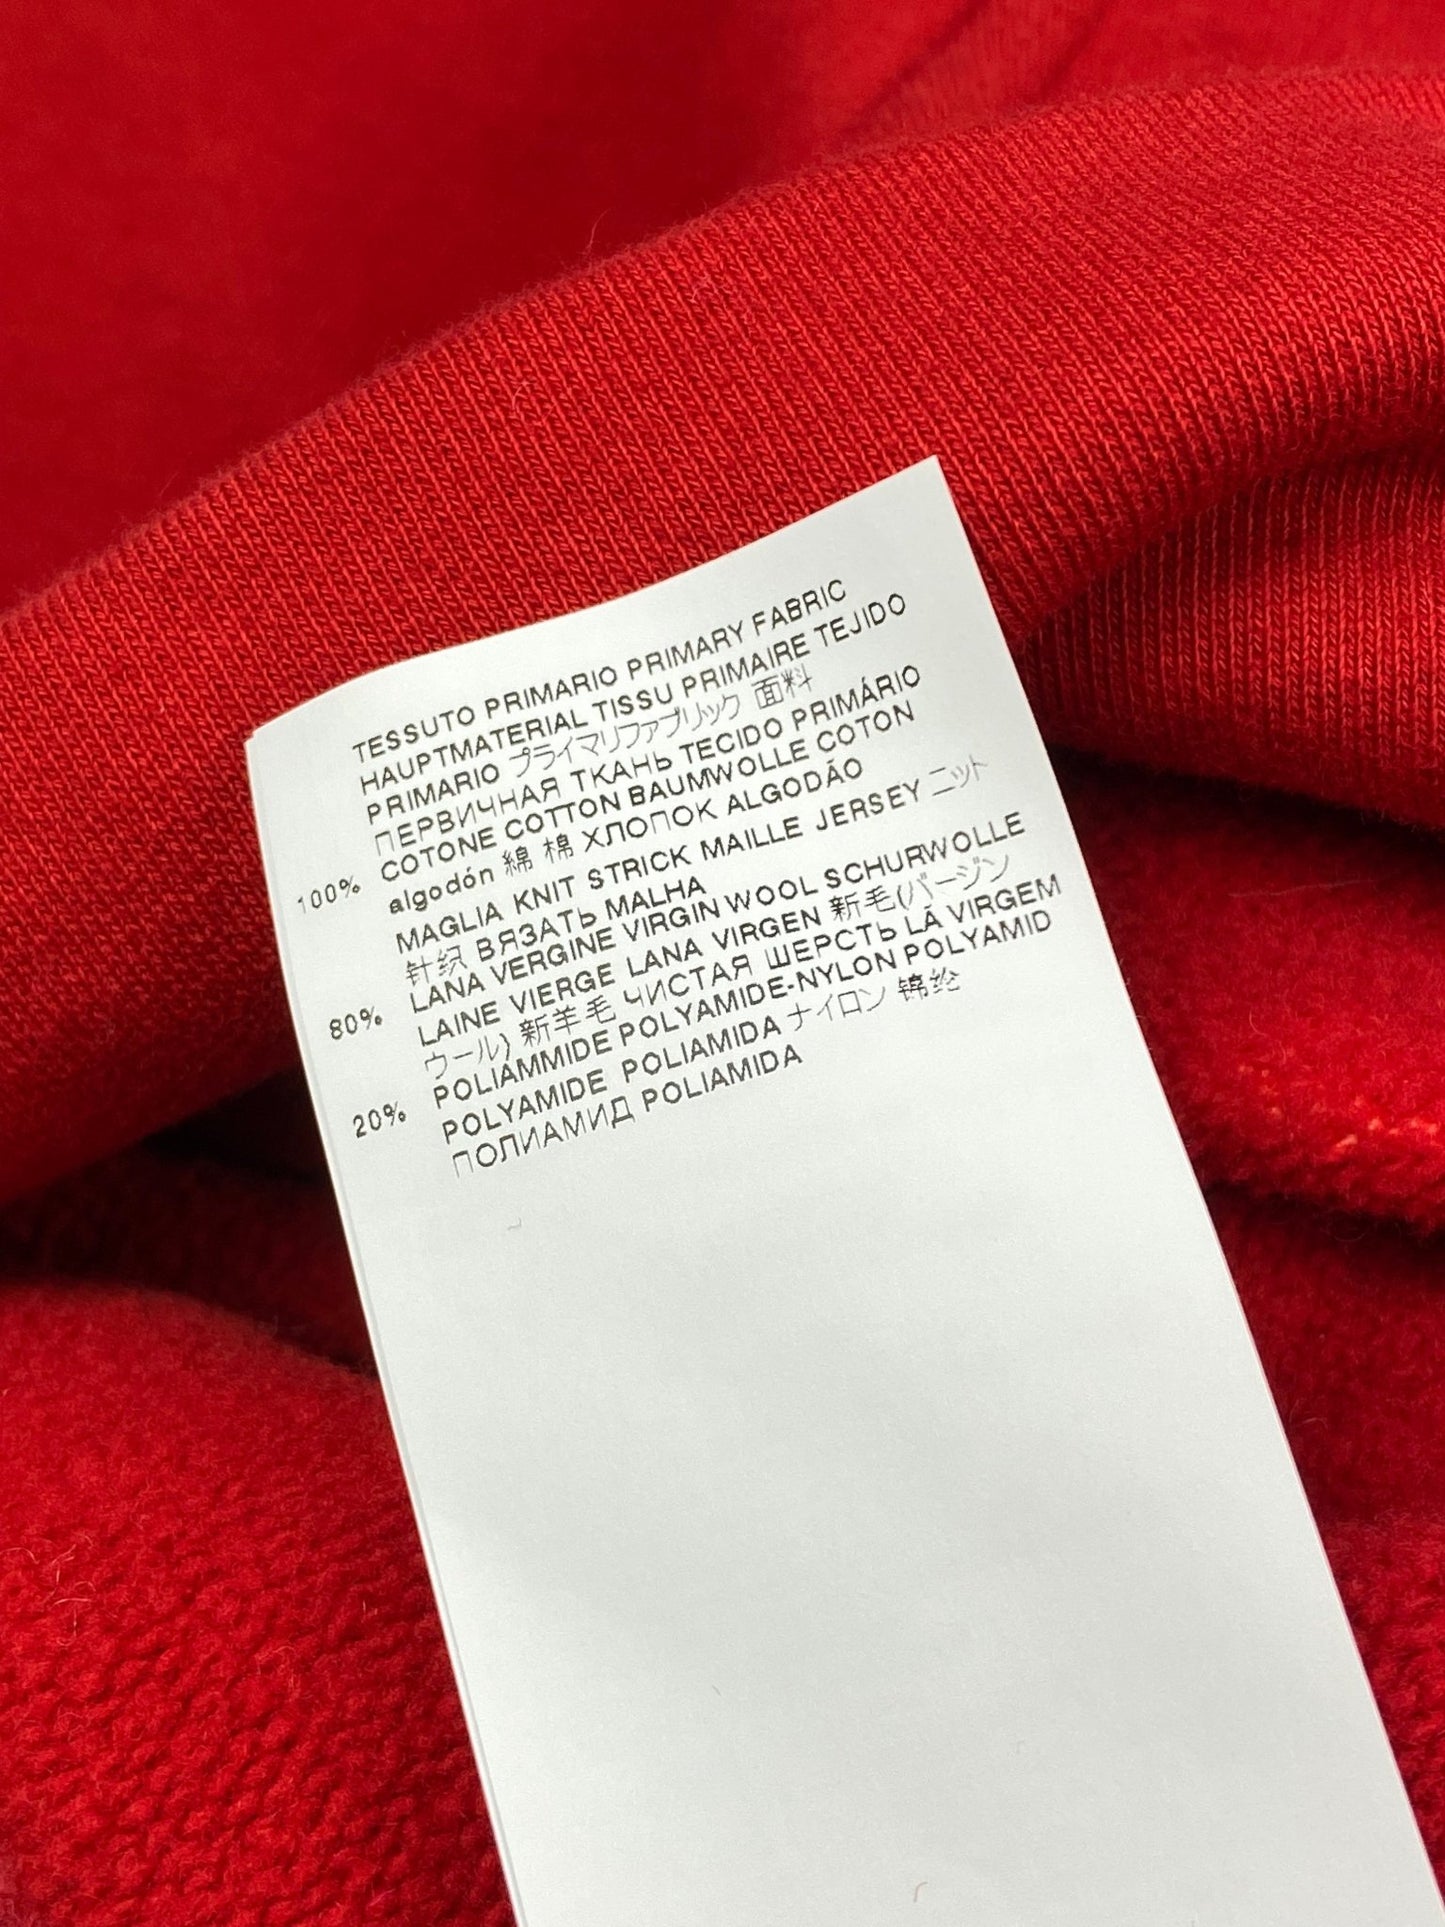 TESSUTO PRIMARIO PRIMARY FABRIC
HAUPTMATERIAL TISSU PRIMAIRE TEJIDO
PRIMARIO プライマリファブリック 面料
ПЕРВИЧНАЯ ТКАНЬ TECIDO PRIMÁRIO
100% COTONE COTTON BAUMWOLLE COTON
algodón 綿 棉 ХЛОПОК ALGODÃO
MAGLIA KNIT STRICK MAILLE JERSEY ニット
针织 ВЯЗАТЬ MALHA
80% LANA VERGINE VIRGIN WOOL SCHURWOLLE
LAINE VIERGE LANA VIRGEN 新毛(バージン
ウール) 新羊毛 ЧИСТАЯ ШЕРСТЬ LÃ VIRGEM
20% POLIAMMIDE POLYAMIDE-NYLON POLYAMID
POLYAMIDE POLIAMIDA ナイロン 锦纶
ПОЛИАМИД POLIAMIDA